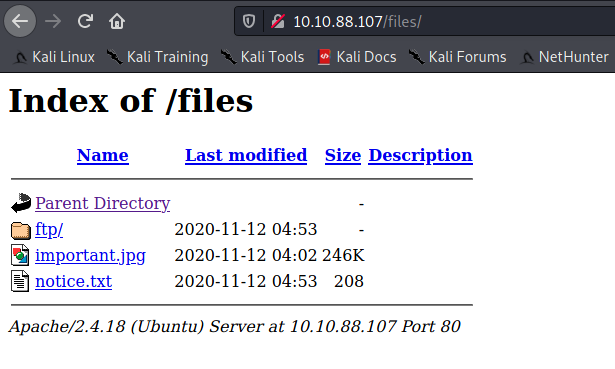 10.10.88.107/files/
Kali Linux Kali Training Kali Tools Kali Docs Kali Forums NetHunter
Index of /files
Name Last modified Size Description
Parent Directory -
ftp/ 2020-11-12 04:53 -
important.jpg 2020-11-12 04:02 246K
notice.txt 2020-11-12 04:53 208
Apache/2.4.18 (Ubuntu) Server at 10.10.88.107 Port 80